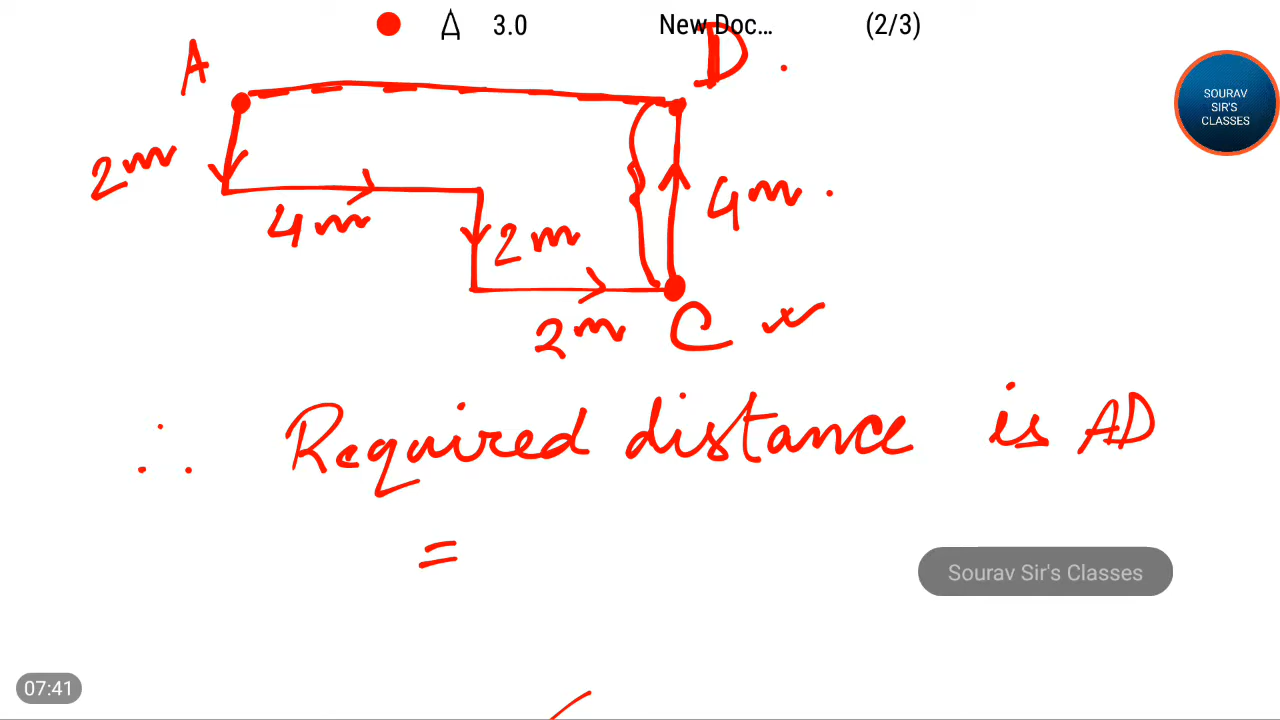 3.0 New Doc... (2/3)
A D .
SOURAV
SIR'S
CLASSES
2m
4m .
4m
2m
2m C
∴ Required distance is AD
=
Sourav Sir's Classes
07:41